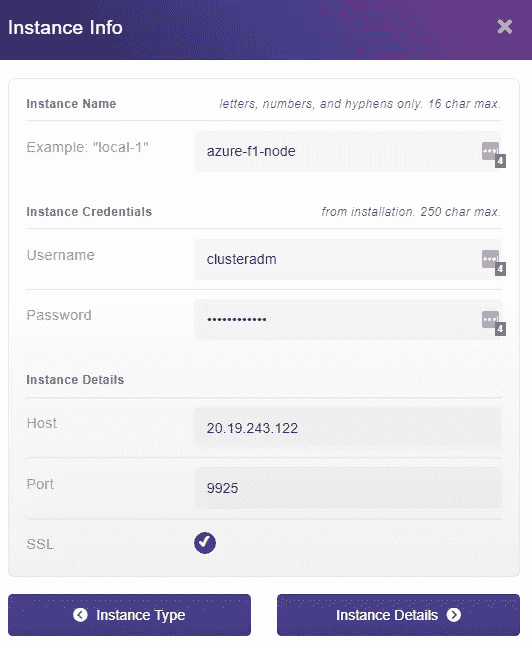 Instance Info
Instance Name letters, numbers, and hyphens only. 16 char max.
Example: "local-1" azure-f1-node 4
Instance Credentials from installation. 250 char max.
Username clusteradm 4
Password •••••••••••• 4
Instance Details
Host 20.19.243.122
Port 9925
SSL
Instance Type Instance Details